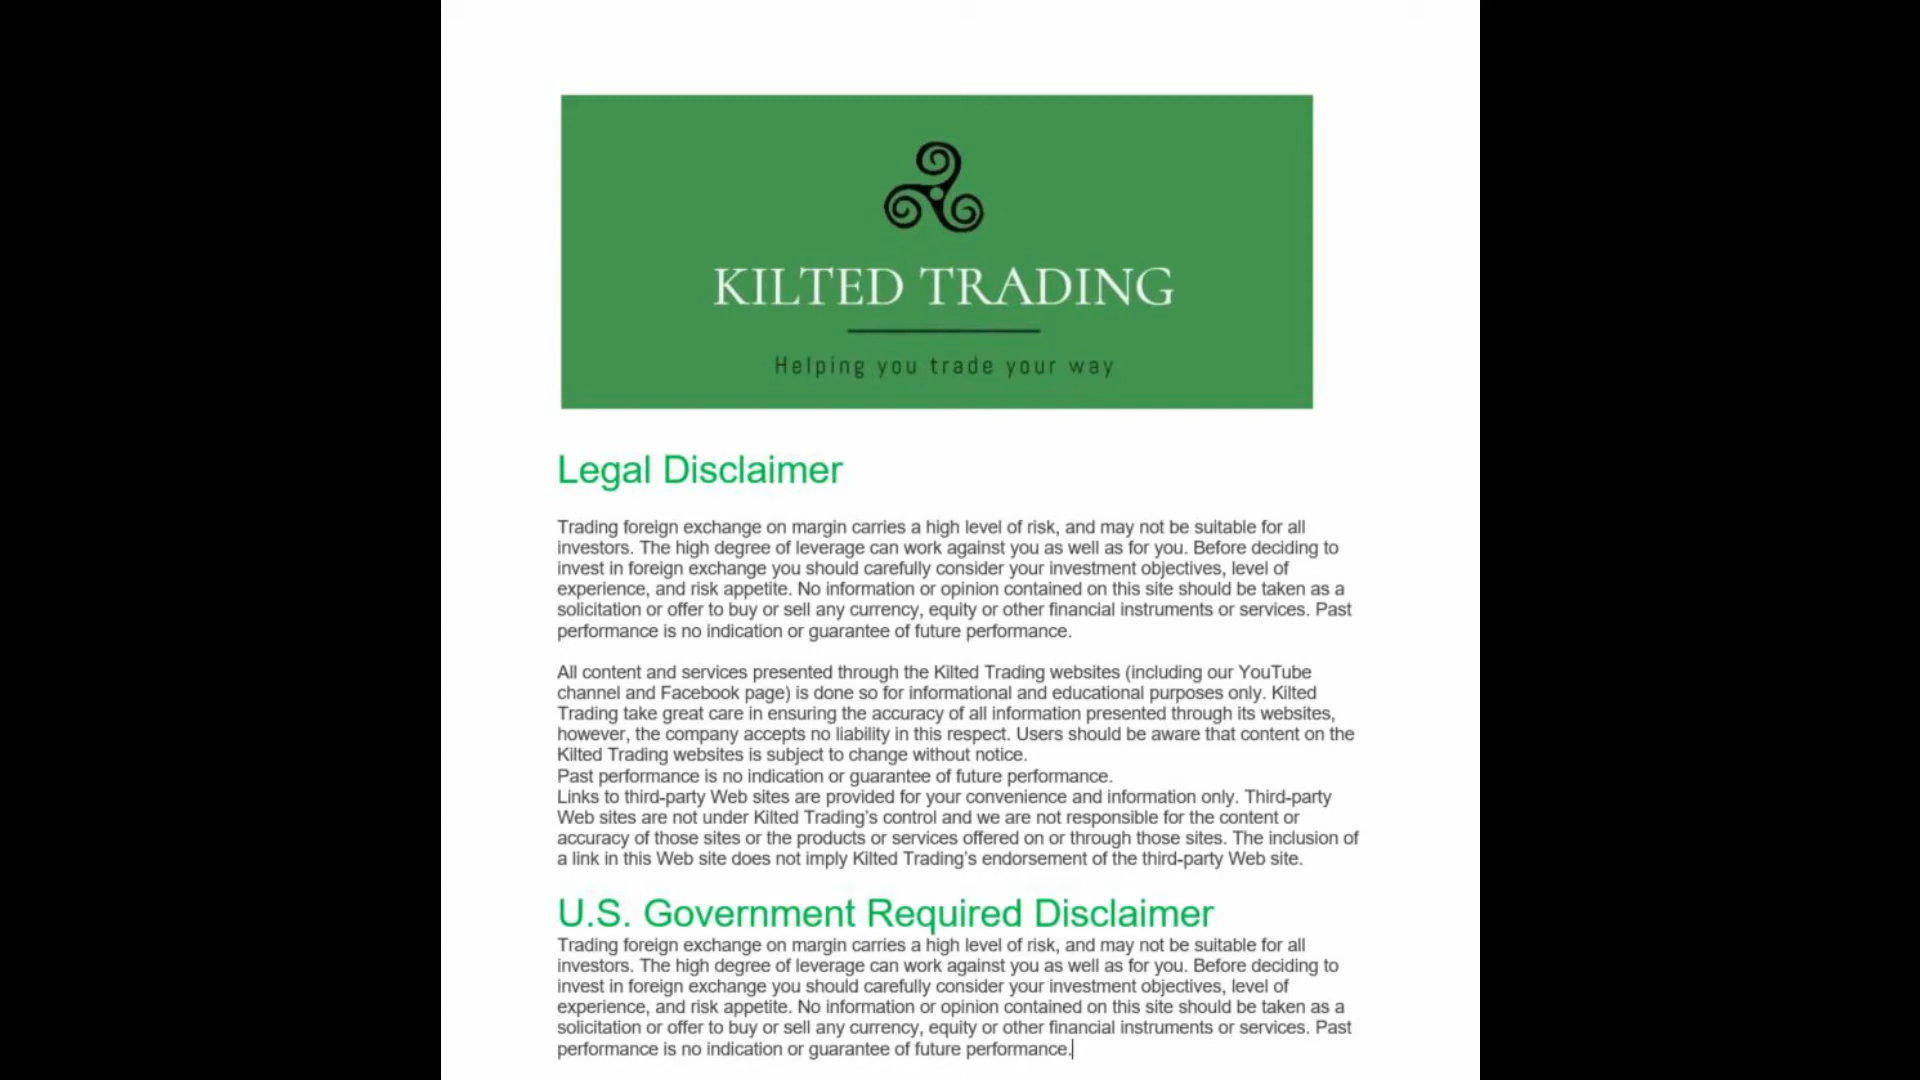 KILTED TRADING
Helping you trade your way
Legal Disclaimer
Trading foreign exchange on margin carries a high level of risk, and may not be suitable for all
investors. The high degree of leverage can work against you as well as for you. Before deciding to
invest in foreign exchange you should carefully consider your investment objectives, level of
experience, and risk appetite. No information or opinion contained on this site should be taken as a
solicitation or offer to buy or sell any currency, equity or other financial instruments or services. Past
performance is no indication or guarantee of future performance.
All content and services presented through the Kilted Trading websites (including our YouTube
channel and Facebook page) is done so for informational and educational purposes only. Kilted
Trading take great care in ensuring the accuracy of all information presented through its websites,
however, the company accepts no liability in this respect. Users should be aware that content on the
Kilted Trading websites is subject to change without notice.
Past performance is no indication or guarantee of future performance.
Links to third-party Web sites are provided for your convenience and information only. Third-party
Web sites are not under Kilted Trading’s control and we are not responsible for the content or
accuracy of those sites or the products or services offered on or through those sites. The inclusion of
a link in this Web site does not imply Kilted Trading’s endorsement of the third-party Web site.
U.S. Government Required Disclaimer
Trading foreign exchange on margin carries a high level of risk, and may not be suitable for all
investors. The high degree of leverage can work against you as well as for you. Before deciding to
invest in foreign exchange you should carefully consider your investment objectives, level of
experience, and risk appetite. No information or opinion contained on this site should be taken as a
solicitation or offer to buy or sell any currency, equity or other financial instruments or services. Past
performance is no indication or guarantee of future performance.